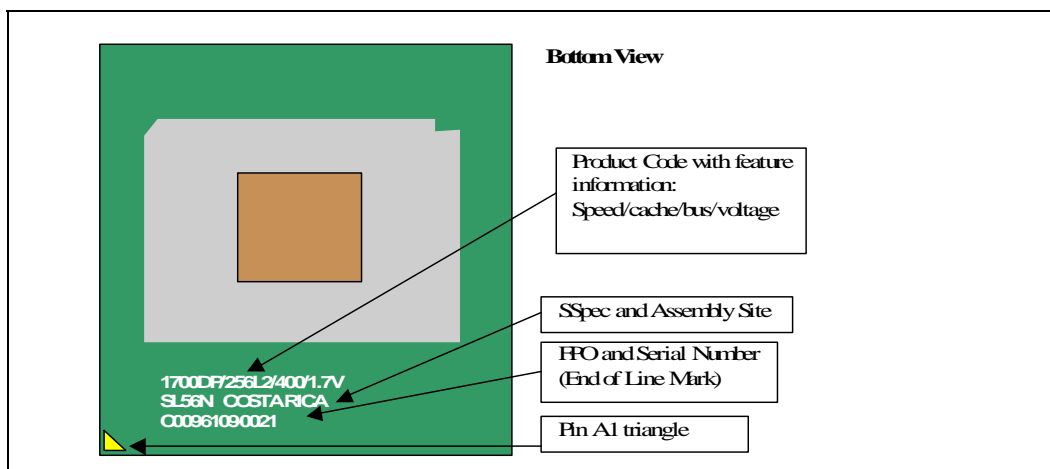 Bottom View
Product Code with feature
information:
Speed/cache/bus/voltage
SSpec and Assembly Site
FPO and Serial Number
(End of Line Mark)
Pin A1 triangle
1700DP/256L2/400/1.7V
SL56N COSTARICA
C00961090021